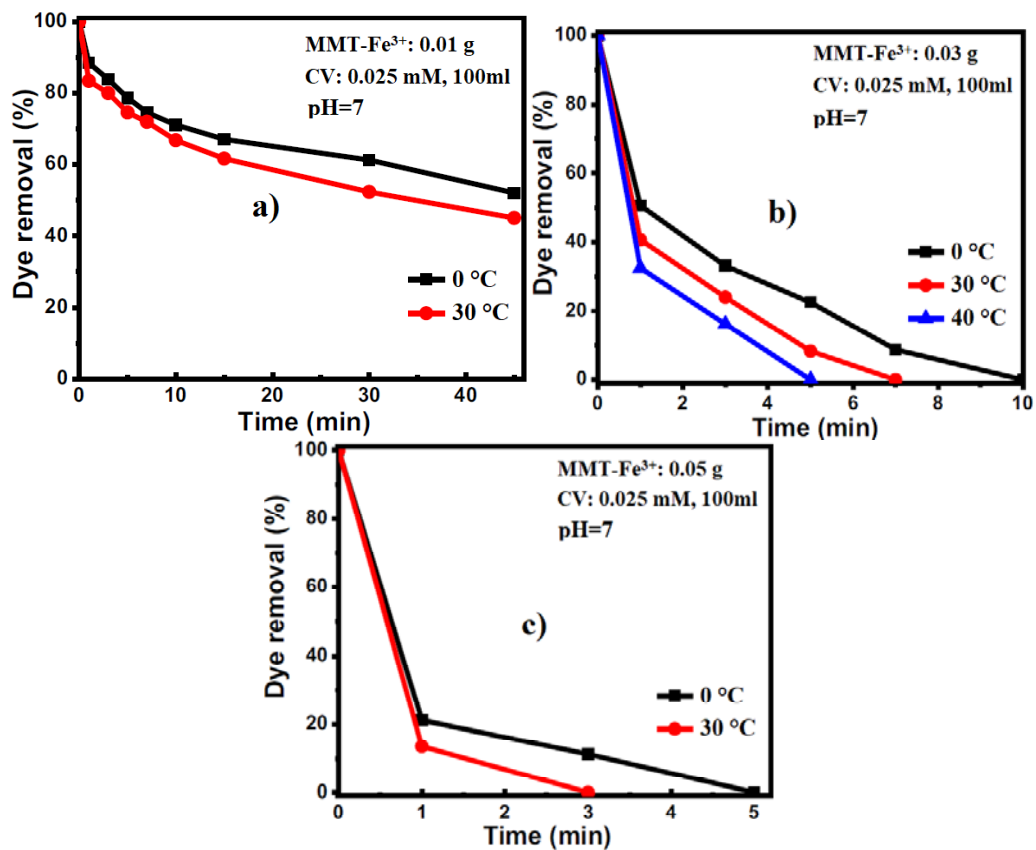 MMT-Fe³⁺: 0.01 g
CV: 0.025 mM, 100ml
pH=7
a)
0 °C
30 °C
Dye removal (%)
100
80
60
40
20
0
0 10 20 30 40
Time (min)
MMT-Fe³⁺: 0.03 g
CV: 0.025 mM, 100ml
pH=7
b)
0 °C
30 °C
40 °C
Dye removal (%)
100
80
60
40
20
0
0 2 4 6 8 10
Time (min)
MMT-Fe³⁺: 0.05 g
CV: 0.025 mM, 100ml
pH=7
c)
0 °C
30 °C
Dye removal (%)
100
80
60
40
20
0
0 1 2 3 4 5
Time (min)